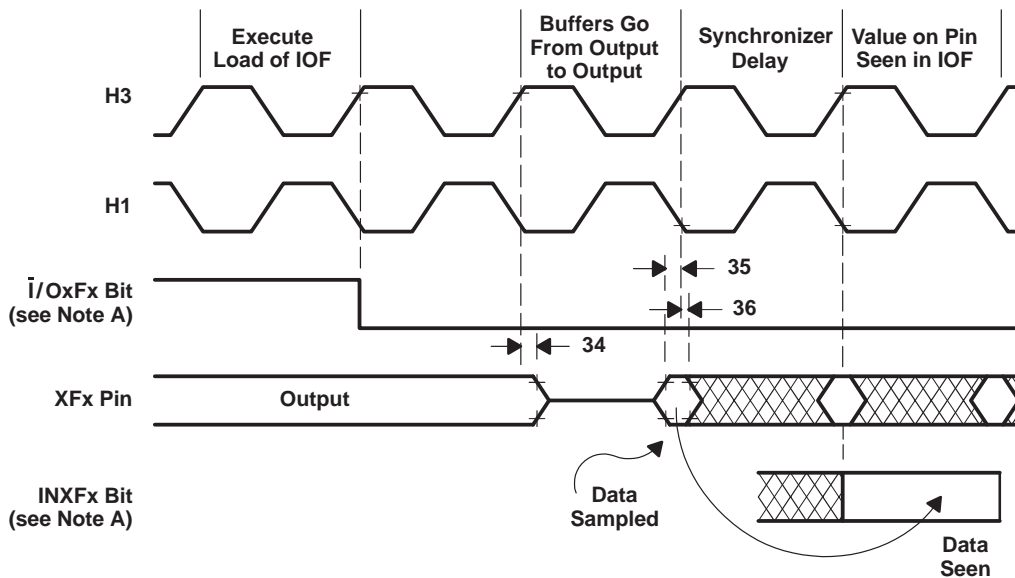 Execute
Load of IOF
Buffers Go
From Output
to Output
Synchronizer
Delay
Value on Pin
Seen in IOF
H3
H1
Ī/OxFx Bit
(see Note A)
35
36
34
XFx Pin
Output
INXFx Bit
(see Note A)
Data
Sampled
Data
Seen